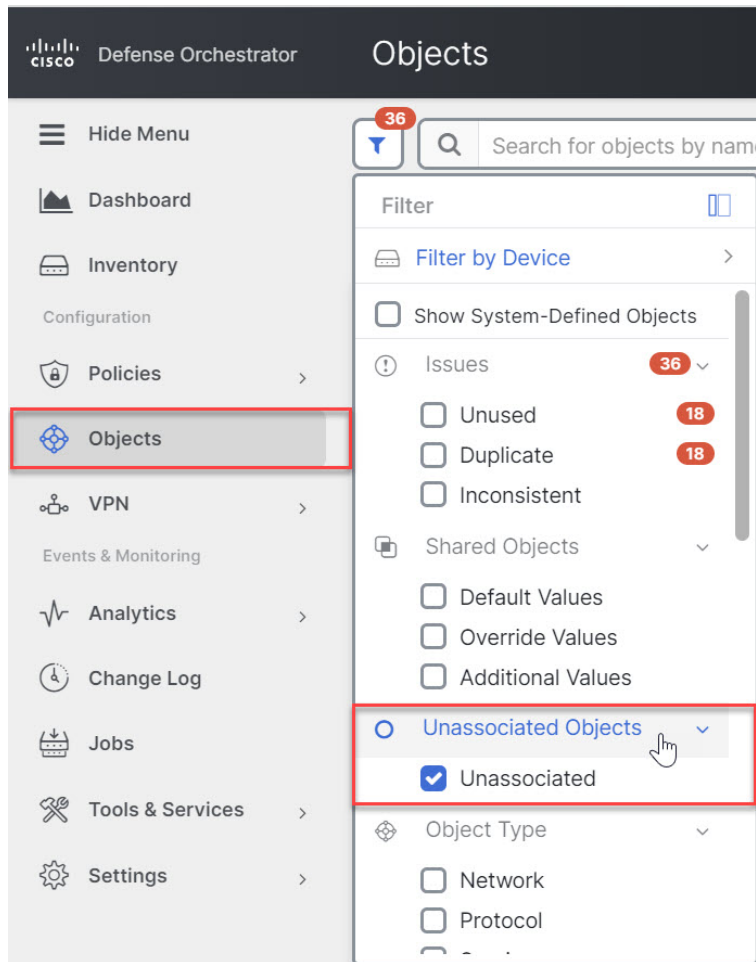 cisco Defense Orchestrator
Objects
Hide Menu
Dashboard
Inventory
Configuration
Policies
Objects
VPN
Events & Monitoring
Analytics
Change Log
Jobs
Tools & Services
Settings
36
Search for objects by
Filter
Filter by Device
Show System-Defined Objects
Issues 36
Unused 18
Duplicate 18
Inconsistent
Shared Objects
Default Values
Override Values
Additional Values
Unassociated Objects
Unassociated
Object Type
Network
Protocol